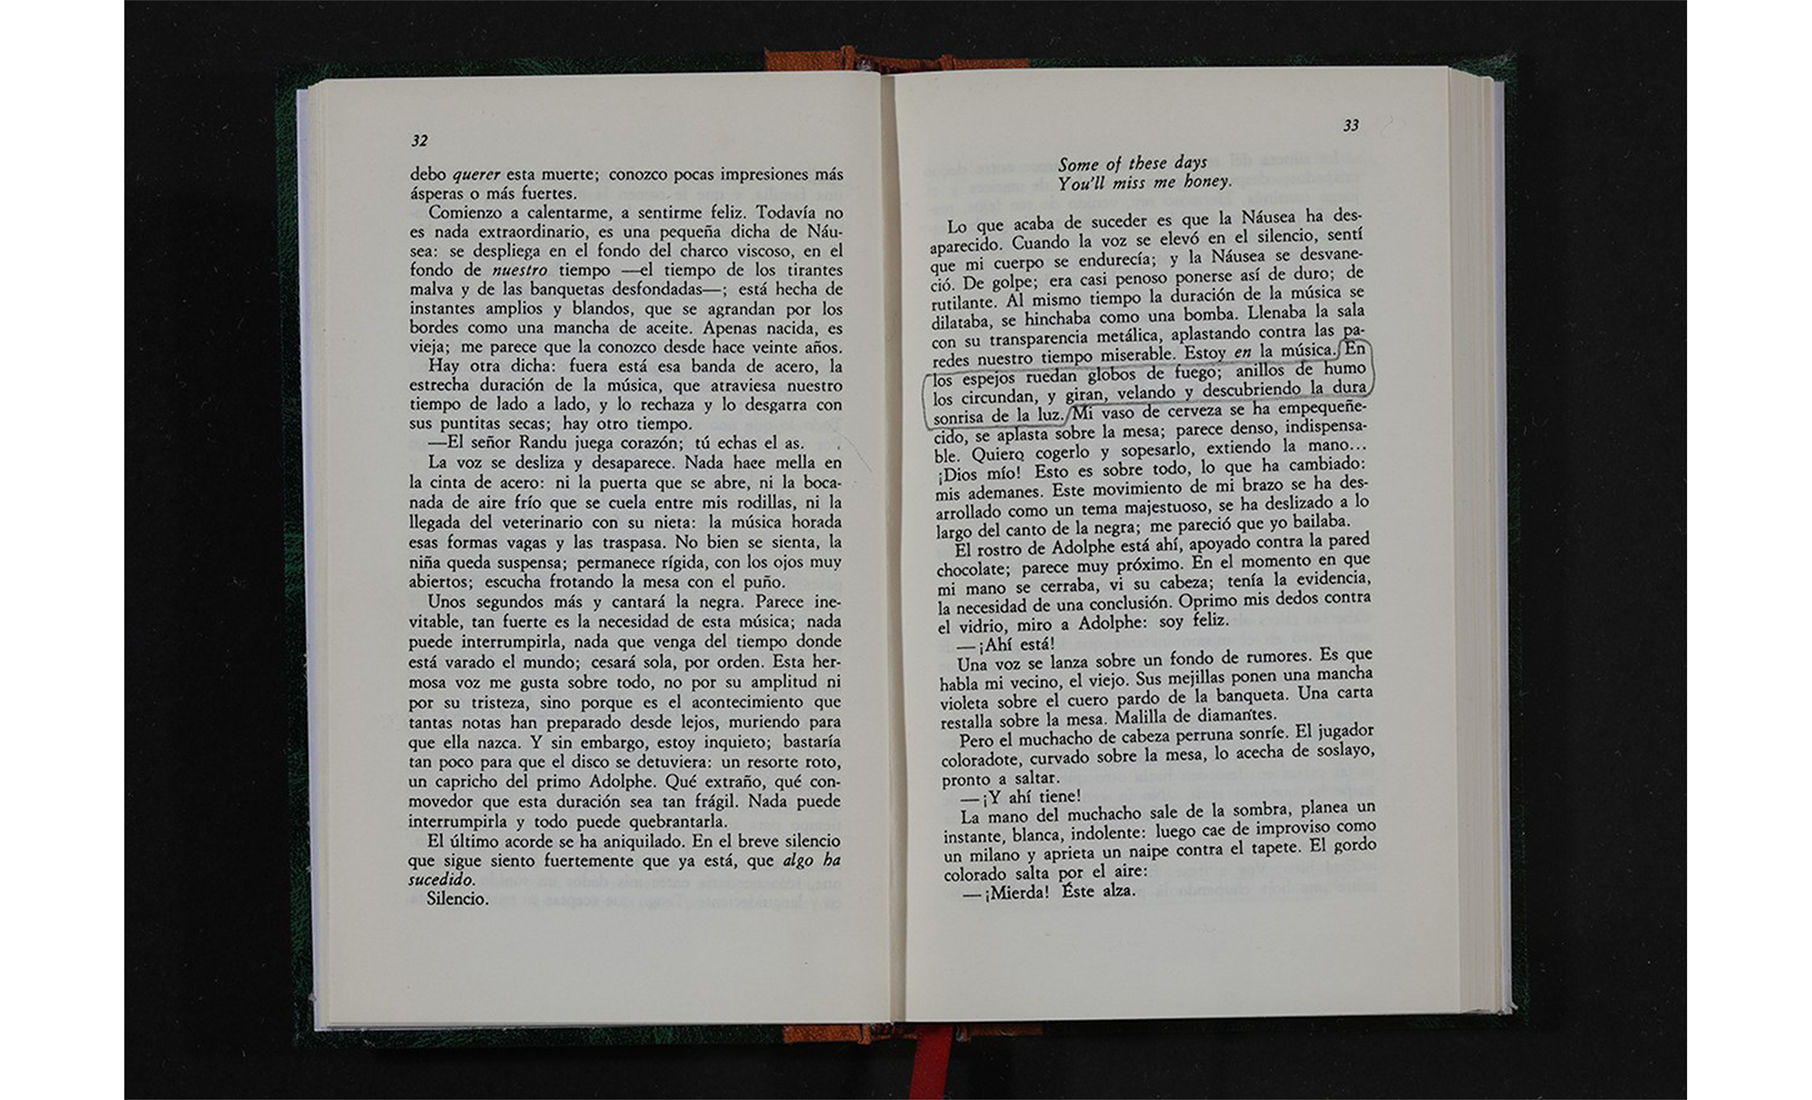 32
debo querer esta muerte; conozco pocas impresiones más
ásperas o más fuertes.
Comienzo a calentarme, a sentirme feliz. Todavía no
es nada extraordinario, es una pequeña dicha de Náu-
sea: se despliega en el fondo del charco viscoso, en el
fondo de nuestro tiempo —el tiempo de los tirantes
malva y de las banquetas desfondadas—; está hecha de
instantes amplios y blandos, que se agrandan por los
bordes como una mancha de aceite. Apenas nacida, es
vieja; me parece que la conozco desde hace veinte años.
Hay otra dicha: fuera está esa banda de acero, la
estrecha duración de la música, que atraviesa nuestro
tiempo de lado a lado, y lo rechaza y lo desgarra con
sus puntitas secas; hay otro tiempo.
—El señor Randu juega corazón; tú echas el as.
La voz se desliza y desaparece. Nada hace mella en
la cinta de acero: ni la puerta que se abre, ni la boca-
nada de aire frío que se cuela entre mis rodillas, ni la
llegada del veterinario con su nieta: la música horada
esas formas vagas y las traspasa. No bien se sienta, la
niña queda suspensa; permanece rígida, con los ojos muy
abiertos; escucha frotando la mesa con el puño.
Unos segundos más y cantará la negra. Parece ine-
vitable, tan fuerte es la necesidad de esta música; nada
puede interrumpirla, nada que venga del tiempo donde
está varado el mundo; cesará sola, por orden. Esta her-
mosa voz me gusta sobre todo, no por su amplitud ni
por su tristeza, sino porque es el acontecimiento que
tantas notas han preparado desde lejos, muriendo para
que ella nazca. Y sin embargo, estoy inquieto; bastaría
tan poco para que el disco se detuviera: un resorte roto,
un capricho del primo Adolphe. Qué extraño, qué con-
movedor que esta duración sea tan frágil. Nada puede
interrumpirla y todo puede quebrantarla.
El último acorde se ha aniquilado. En el breve silencio
que sigue siento fuertemente que ya está, que algo ha
sucedido.
Silencio.
33
Some of these days
You'll miss me honey.
Lo que acaba de suceder es que la Náusea ha des-
aparecido. Cuando la voz se elevó en el silencio, sentí
que mi cuerpo se endurecía; y la Náusea se desvane-
ció. De golpe; era casi penoso ponerse así de duro; de
rutilante. Al mismo tiempo la duración de la música se
dilataba, se hinchaba como una bomba. Llenaba la sala
con su transparencia metálica, aplastando contra las pa-
redes nuestro tiempo miserable. Estoy en la música. En
los espejos ruedan globos de fuego; anillos de humo
los circundan, y giran, velando y descubriendo la dura
sonrisa de la luz. Mi vaso de cerveza se ha empequeñe-
cido, se aplasta sobre la mesa; parece denso, indispensa-
ble. Quiero cogerlo y sopesarlo, extiendo la mano...
¡Dios mío! Esto es sobre todo, lo que ha cambiado:
mis ademanes. Este movimiento de mi brazo se ha des-
arrollado como un tema majestuoso, se ha deslizado a lo
largo del canto de la negra; me pareció que yo bailaba.
El rostro de Adolphe está ahí, apoyado contra la pared
chocolate; parece muy próximo. En el momento en que
mi mano se cerraba, vi su cabeza; tenía la evidencia,
la necesidad de una conclusión. Oprimo mis dedos contra
el vidrio, miro a Adolphe: soy feliz.
—¡Ahí está!
Una voz se lanza sobre un fondo de rumores. Es que
habla mi vecino, el viejo. Sus mejillas ponen una mancha
violeta sobre el cuero pardo de la banqueta. Una carta
restalla sobre la mesa. Malilla de diamantes.
Pero el muchacho de cabeza perruna sonríe. El jugador
coloradote, curvado sobre la mesa, lo acecha de soslayo,
pronto a saltar.
—¡Y ahí tiene!
La mano del muchacho sale de la sombra, planea un
instante, blanca, indolente: luego cae de improviso como
un milano y aprieta un naipe contra el tapete. El gordo
colorado salta por el aire:
—¡Mierda! Éste alza.